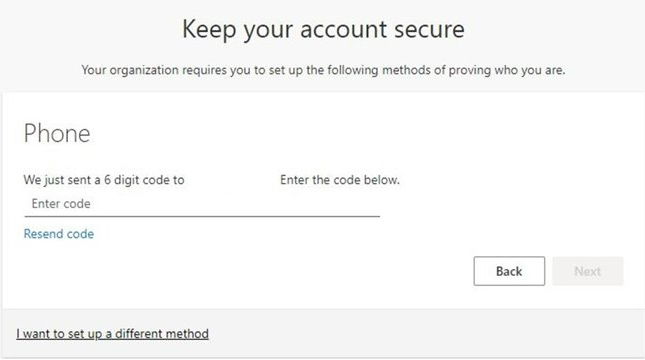 Keep your account secure
Your organization requires you to set up the following methods of proving who you are.
Phone
We just sent a 6 digit code to Enter the code below.
Enter code
Resend code
Back Next
I want to set up a different method